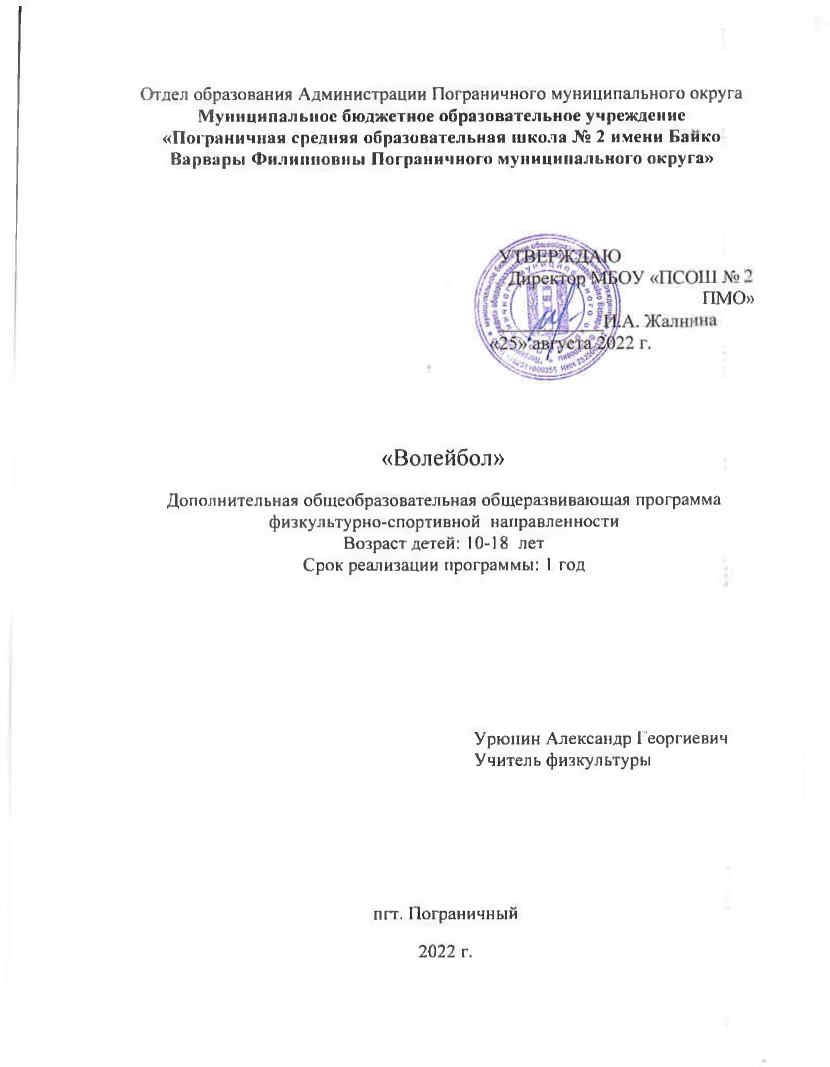 Отдел образования Администрации Пограничного муниципального округа
Муниципальное бюджетное образовательное учреждение
«Пограничная средняя образовательная школа № 2 имени Байко
Варвары Филипповны Пограничного муниципального округа»
УТВЕРЖДАЮ
Директор МБОУ «ПСОШ № 2
ПМО»
И.А. Жалнина
«25» августа 2022 г.
«Волейбол»
Дополнительная общеобразовательная общеразвивающая программа
физкультурно-спортивной направленности
Возраст детей: 10-18 лет
Срок реализации программы: 1 год
Урюпин Александр Георгиевич
Учитель физкультуры
пгт. Пограничный
2022 г.